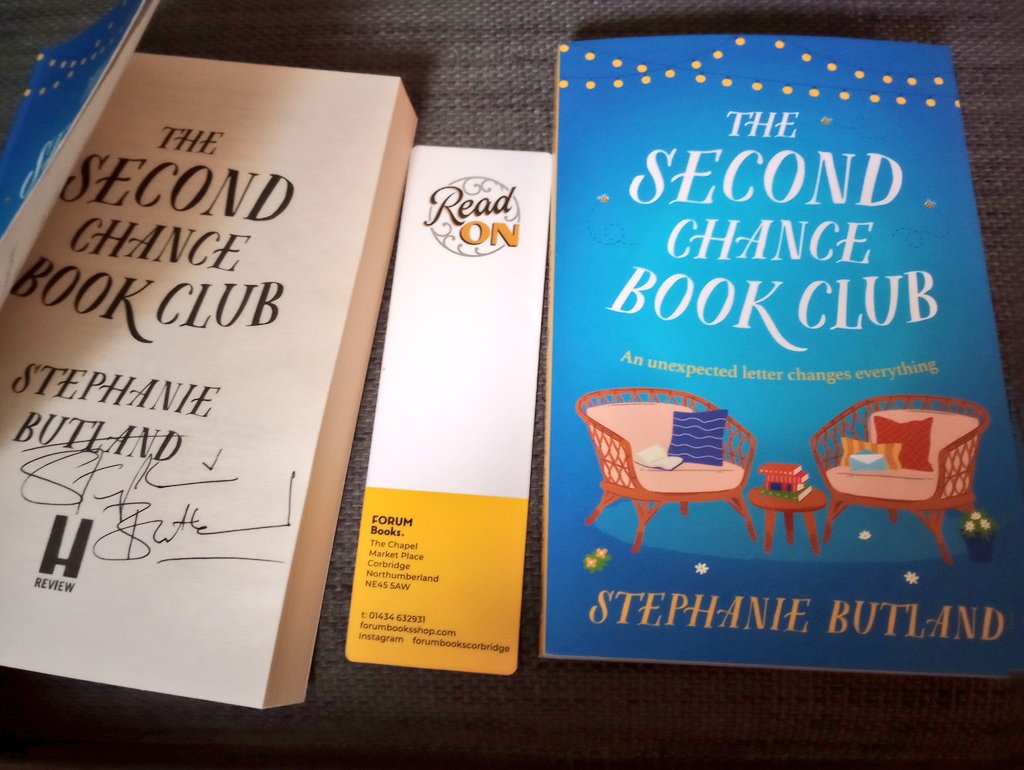 THE
SECOND
CHANCE
BOOK CLUB
STEPHANIE
BUTLAND
Stephanie
Butland
H
REVIEW
Read
ON
FORUM
Books.
The Chapel
Market Place
Corbridge
Northumberland
NE45 5AW
t: 01434 632931
forumbooksshop.com
Instagram forumbookscorbridge
THE
SECOND
CHANCE
BOOK CLUB
An unexpected letter changes everything
STEPHANIE BUTLAND